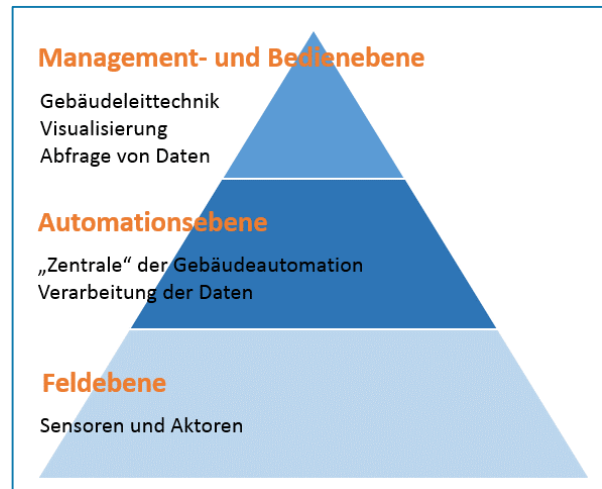 Management- und Bedienebene
Gebäudeleittechnik
Visualisierung
Abfrage von Daten
Automationsebene
„Zentrale“ der Gebäudeautomation
Verarbeitung der Daten
Feldebene
Sensoren und Aktoren